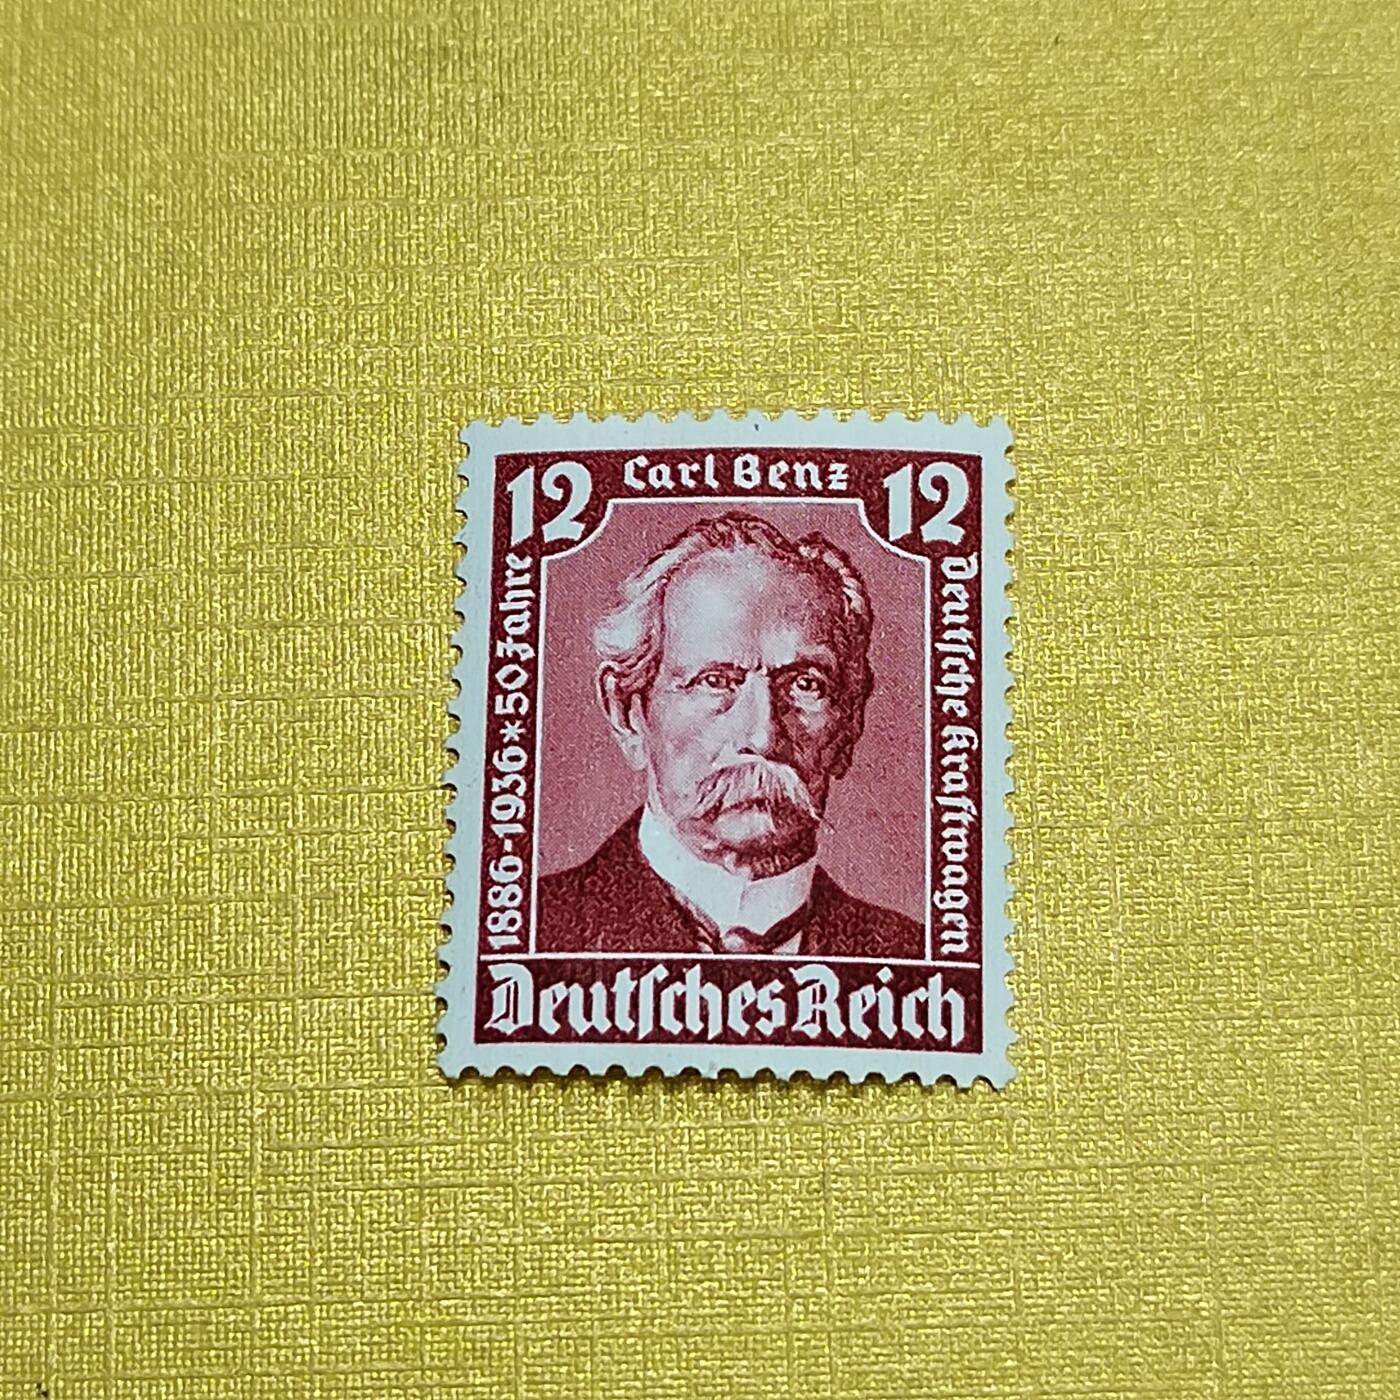 12 Carl Benz 12
1886-1936*50 Jahre
Deutſche Kraftwagen
Deutſches Reich